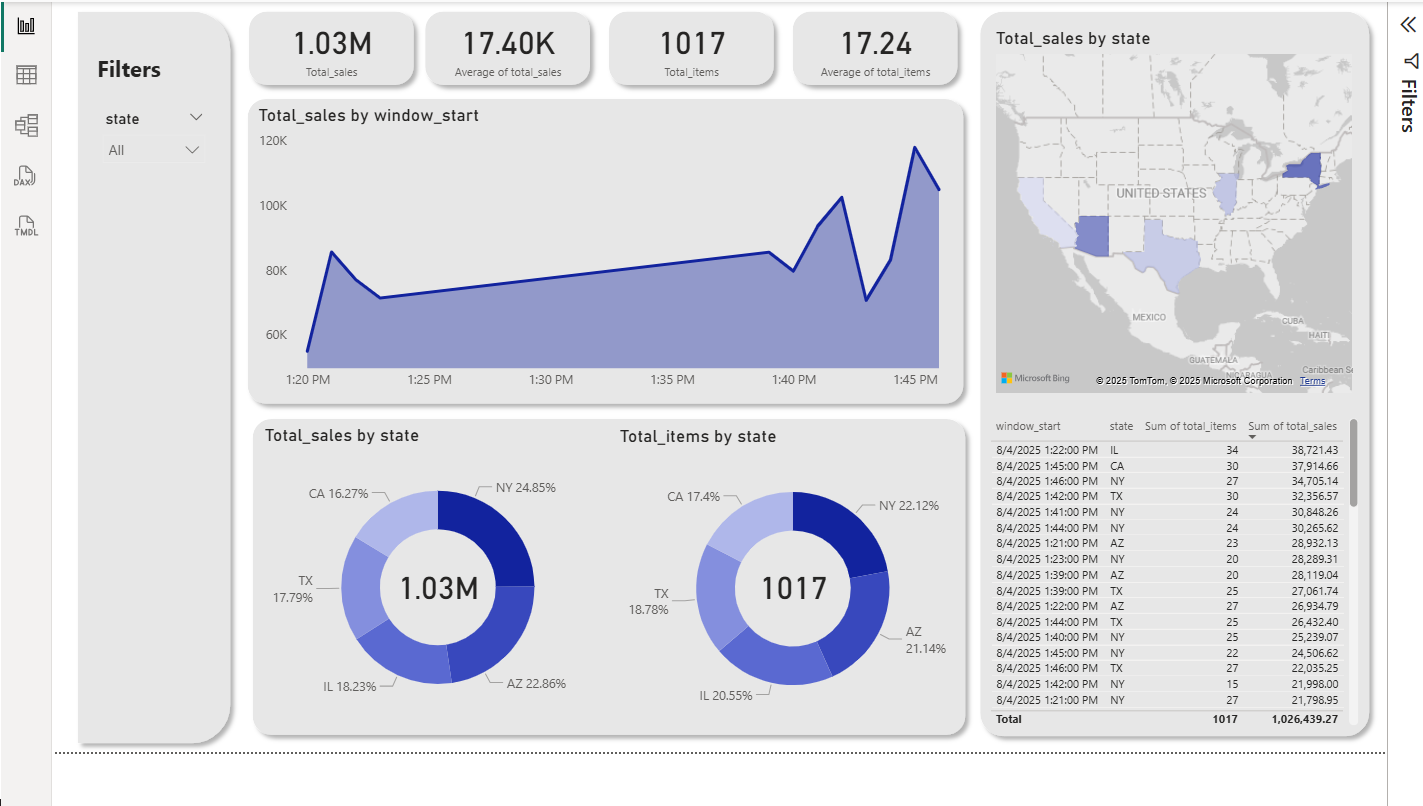 Filters
state
All
DAX
TMDL
1.03M
Total_sales
17.40K
Average of total_sales
1017
Total_items
17.24
Average of total_items
Total_sales by window_start
120K
100K
80K
60K
1:20 PM 1:25 PM 1:30 PM 1:35 PM 1:40 PM 1:45 PM
Total_sales by state
CA 16.27%
NY 24.85%
TX
17.79%
1.03M
IL 18.23%
AZ 22.86%
Total_items by state
CA 17.4%
NY 22.12%
TX
18.78%
1017
AZ
21.14%
IL 20.55%
Total_sales by state
UNITED STATES
MEXICO
CUBA
HAITI
GUATEMALA
NICARAGUA
Caribbean Se
Microsoft Bing
© 2025 TomTom, © 2025 Microsoft Corporation Terms
window_start state Sum of total_items Sum of total_sales
8/4/2025 1:22:00 PM IL 34 38,721.43
8/4/2025 1:45:00 PM CA 30 37,914.66
8/4/2025 1:46:00 PM NY 27 34,705.14
8/4/2025 1:42:00 PM TX 30 32,356.57
8/4/2025 1:41:00 PM NY 24 30,848.26
8/4/2025 1:44:00 PM NY 24 30,265.62
8/4/2025 1:21:00 PM AZ 23 28,932.13
8/4/2025 1:23:00 PM NY 20 28,289.31
8/4/2025 1:39:00 PM AZ 20 28,119.04
8/4/2025 1:39:00 PM TX 25 27,061.74
8/4/2025 1:22:00 PM AZ 27 26,934.79
8/4/2025 1:44:00 PM TX 25 26,432.40
8/4/2025 1:40:00 PM NY 25 25,239.07
8/4/2025 1:45:00 PM NY 22 24,506.62
8/4/2025 1:46:00 PM TX 27 22,035.25
8/4/2025 1:42:00 PM NY 15 21,998.00
8/4/2025 1:21:00 PM NY 27 21,798.95
Total 1017 1,026,439.27
Filters